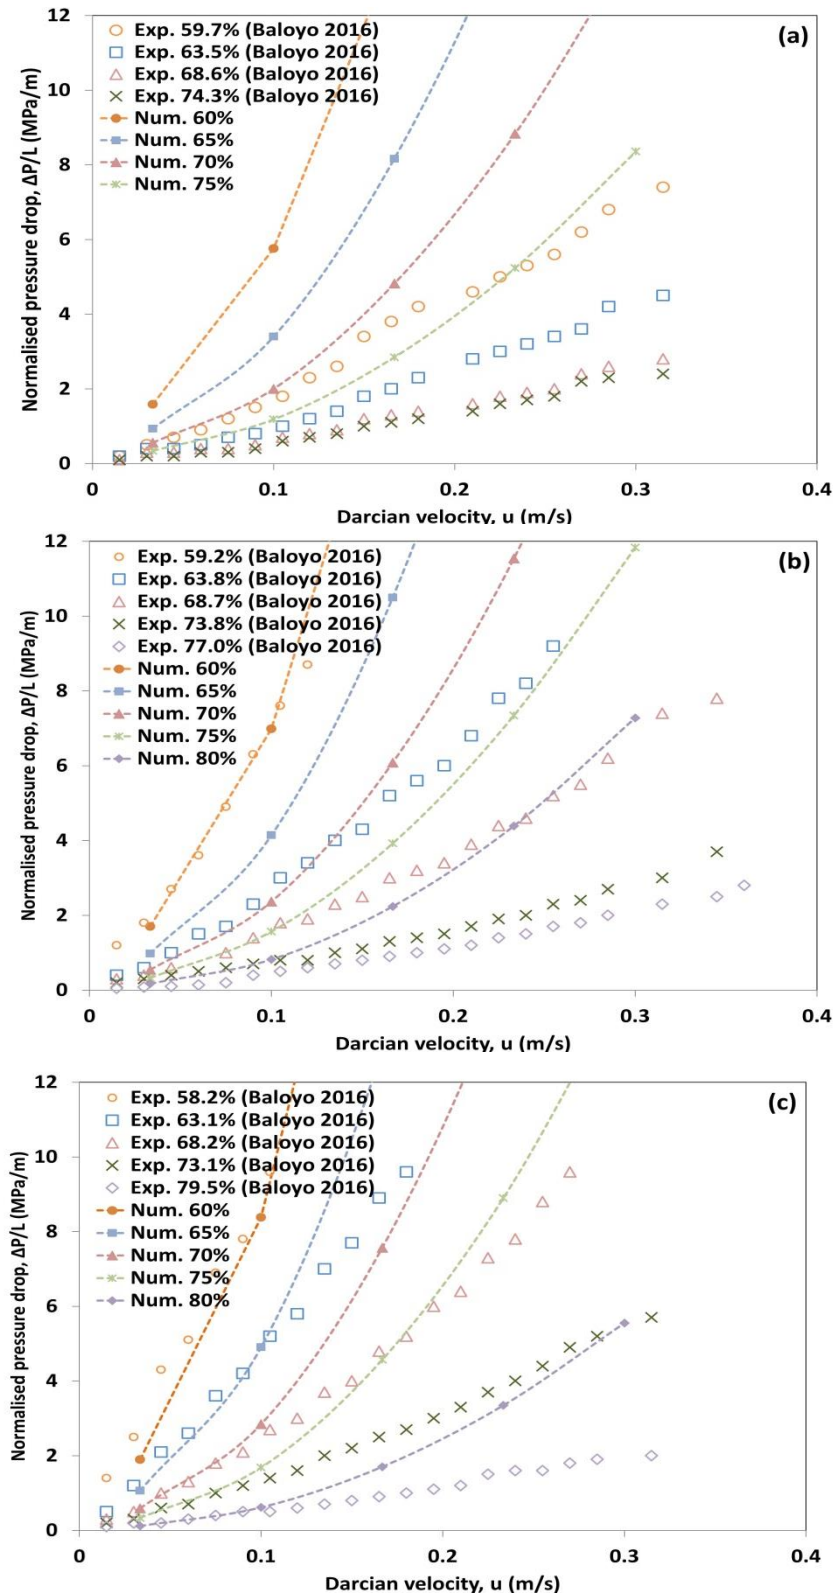 12
Exp. 59.7% (Baloyo 2016)
(a)
Exp. 63.5% (Baloyo 2016)
10
Exp. 68.6% (Baloyo 2016)
Exp. 74.3% (Baloyo 2016)
Num. 60%
Num. 65%
8
Num. 70%
Num. 75%
6
4
2
0
Normalised pressure drop, ΔP/L (MPa/m)
0
0.1
0.2
0.3
0.4
Darcian velocity, u (m/s)
12
Exp. 59.2% (Baloyo 2016)
(b)
Exp. 63.8% (Baloyo 2016)
10
Exp. 68.7% (Baloyo 2016)
Exp. 73.8% (Baloyo 2016)
Exp. 77.0% (Baloyo 2016)
Num. 60%
8
Num. 65%
Num. 70%
Num. 75%
6
Num. 80%
4
2
0
Normalised pressure drop, ΔP/L (MPa/m)
0
0.1
0.2
0.3
0.4
Darcian velocity, u (m/s)
12
Exp. 58.2% (Baloyo 2016)
(c)
Exp. 63.1% (Baloyo 2016)
10
Exp. 68.2% (Baloyo 2016)
Exp. 73.1% (Baloyo 2016)
Exp. 79.5% (Baloyo 2016)
Num. 60%
8
Num. 65%
Num. 70%
Num. 75%
6
Num. 80%
4
2
0
Normalised pressure drop, ΔP/L (MPa/m)
0
0.1
0.2
0.3
0.4
Darcian velocity, u (m/s)